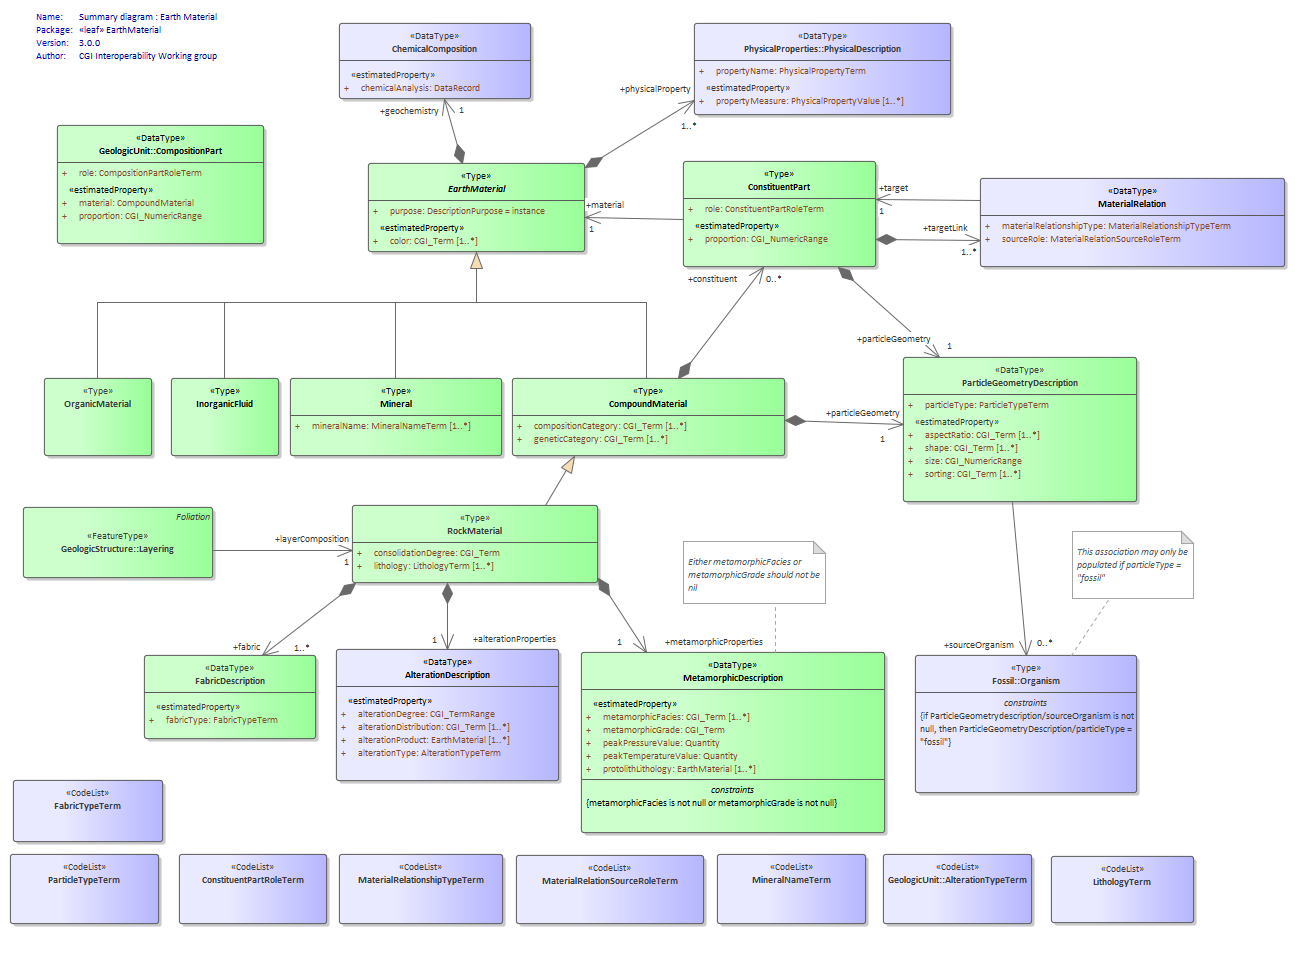 Name: Summary diagram : Earth Material
Package: «leaf» EarthMaterial
Version: 3.0.0
Author: CGI Interoperability Working group
«DataType»
ChemicalComposition
«estimatedProperty»
+ chemicalAnalysis: DataRecord
«DataType»
PhysicalProperties::PhysicalDescription
+ propertyName: PhysicalPropertyTerm
«estimatedProperty»
+ propertyMeasure: PhysicalPropertyValue [1..*]
+geochemistry
1
+physicalProperty
1..*
«DataType»
GeologicUnit::CompositionPart
+ role: CompositionPartRoleTerm
«estimatedProperty»
+ material: CompoundMaterial
+ proportion: CGI_NumericRange
«Type»
EarthMaterial
+ purpose: DescriptionPurpose = instance
«estimatedProperty»
+ color: CGI_Term [1..*]
+material
1
«Type»
ConstituentPart
+ role: ConstituentPartRoleTerm
«estimatedProperty»
+ proportion: CGI_NumericRange
+target
1
+targetLink
1..*
«DataType»
MaterialRelation
+ materialRelationshipType: MaterialRelationshipTypeTerm
+ sourceRole: MaterialRelationSourceRoleTerm
+constituent
0..*
+particleGeometry
1
«Type»
OrganicMaterial
«Type»
InorganicFluid
«Type»
Mineral
+ mineralName: MineralNameTerm [1..*]
«Type»
CompoundMaterial
+ compositionCategory: CGI_Term [1..*]
+ geneticCategory: CGI_Term [1..*]
+particleGeometry
1
«DataType»
ParticleGeometryDescription
+ particleType: ParticleTypeTerm
«estimatedProperty»
+ aspectRatio: CGI_Term [1..*]
+ shape: CGI_Term [1..*]
+ size: CGI_NumericRange
+ sorting: CGI_Term [1..*]
Foliation
«FeatureType»
GeologicStructure::Layering
+layerComposition
1
«Type»
RockMaterial
+ consolidationDegree: CGI_Term
+ lithology: LithologyTerm [1..*]
Either metamorphicFacies or
metamorphicGrade should not be
nil
This association may only be
populated if particleType =
"fossil"
+fabric
1..*
1
+alterationProperties
1
+metamorphicProperties
+sourceOrganism
0..*
«DataType»
FabricDescription
«estimatedProperty»
+ fabricType: FabricTypeTerm
«DataType»
AlterationDescription
«estimatedProperty»
+ alterationDegree: CGI_TermRange
+ alterationDistribution: CGI_Term [1..*]
+ alterationProduct: EarthMaterial [1..*]
+ alterationType: AlterationTypeTerm
«DataType»
MetamorphicDescription
«estimatedProperty»
+ metamorphicFacies: CGI_Term [1..*]
+ metamorphicGrade: CGI_Term
+ peakPressureValue: Quantity
+ peakTemperatureValue: Quantity
+ protolithLithology: EarthMaterial [1..*]
constraints
{metamorphicFacies is not null or metamorphicGrade is not null}
«Type»
Fossil::Organism
constraints
{if ParticleGeometrydescription/sourceOrganism is not
null, then ParticleGeometryDescription/particleType =
"fossil"}
«CodeList»
FabricTypeTerm
«CodeList»
ParticleTypeTerm
«CodeList»
ConstituentPartRoleTerm
«CodeList»
MaterialRelationshipTypeTerm
«CodeList»
MaterialRelationSourceRoleTerm
«CodeList»
MineralNameTerm
«CodeList»
GeologicUnit::AlterationTypeTerm
«CodeList»
LithologyTerm